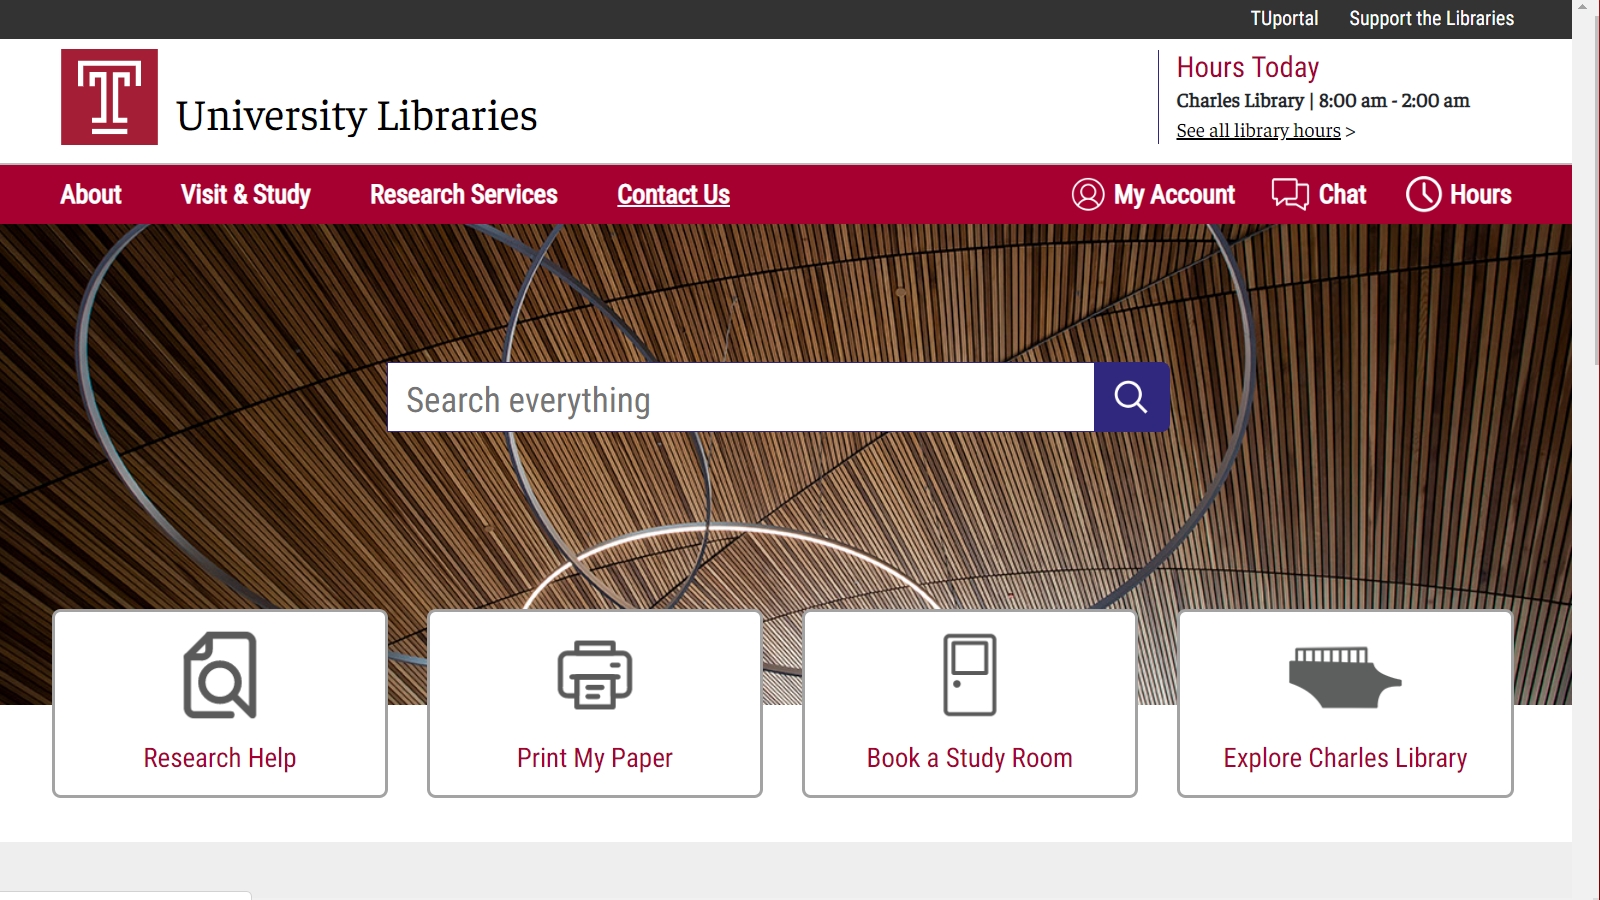 TUportal Support the Libraries
University Libraries
Hours Today
Charles Library | 8:00 am - 2:00 am
See all library hours >
About Visit & Study Research Services Contact Us My Account Chat Hours
Search everything
Research Help
Print My Paper
Book a Study Room
Explore Charles Library